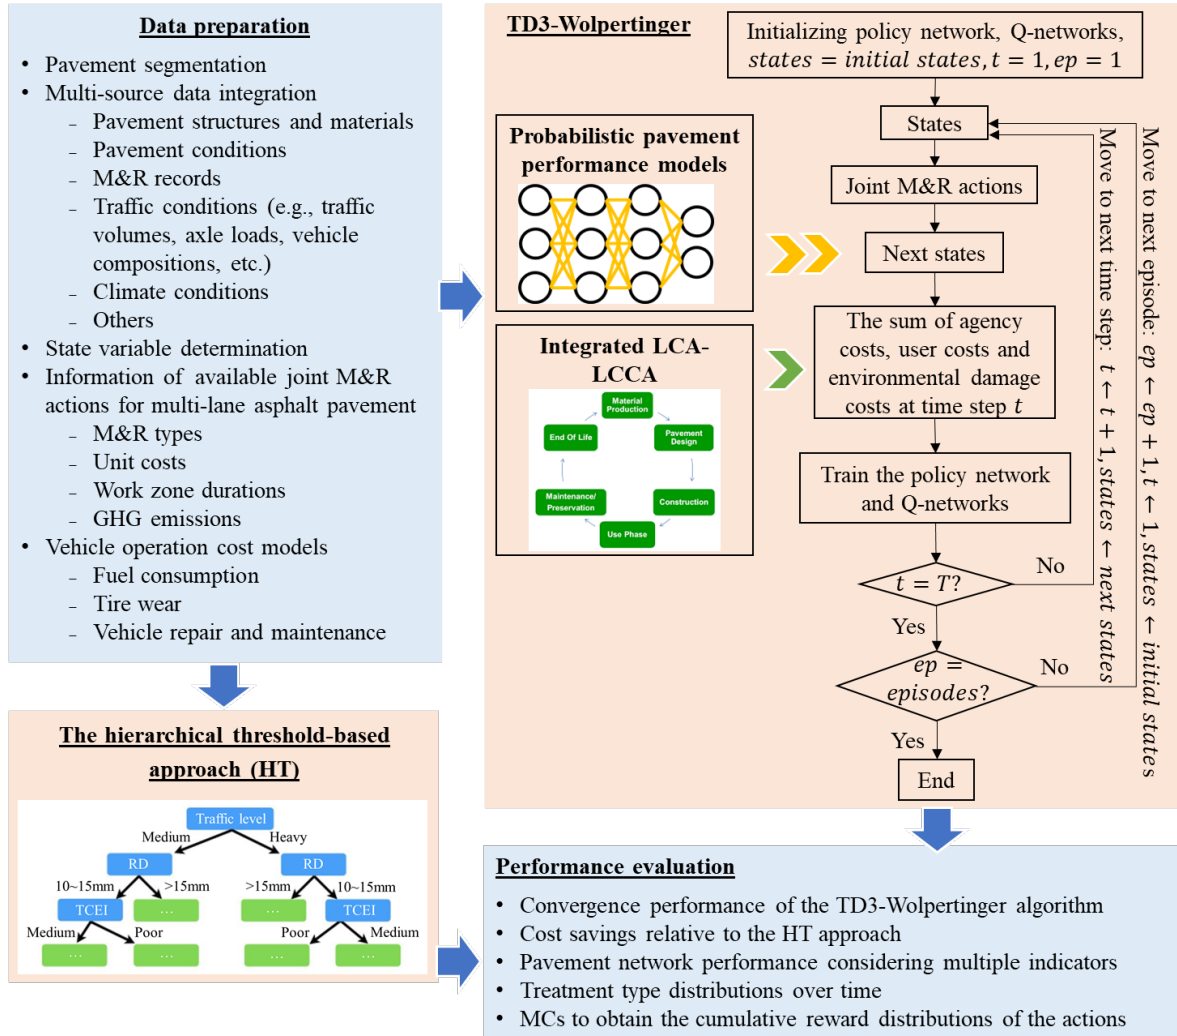 Data preparation
• Pavement segmentation
• Multi-source data integration
– Pavement structures and materials
– Pavement conditions
– M&R records
– Traffic conditions (e.g., traffic
volumes, axle loads, vehicle
compositions, etc.)
– Climate conditions
– Others
• State variable determination
• Information of available joint M&R
actions for multi-lane asphalt pavement
– M&R types
– Unit costs
– Work zone durations
– GHG emissions
• Vehicle operation cost models
– Fuel consumption
– Tire wear
– Vehicle repair and maintenance
The hierarchical threshold-based
approach (HT)
Traffic level
Medium
Heavy
RD
RD
10~15mm
>15mm
>15mm
10~15mm
TCEI
...
...
TCEI
Medium
Poor
Poor
Medium
...
...
...
...
TD3-Wolpertinger
Probabilistic pavement
performance models
Integrated LCA-
LCCA
Material
Production
Pavement
Design
Construction
Use Phase
Maintenance/
Preservation
End Of Life
Initializing policy network, Q-networks,
states = initial states, t = 1, ep = 1
States
Joint M&R actions
Next states
The sum of agency
costs, user costs and
environmental damage
costs at time step t
Train the policy network
and Q-networks
t = T?
No
Yes
ep =
episodes?
No
Yes
End
Move to next time step: t ← t + 1, states ← next states
Move to next episode: ep ← ep + 1, t ← 1, states ← initial states
Performance evaluation
• Convergence performance of the TD3-Wolpertinger algorithm
• Cost savings relative to the HT approach
• Pavement network performance considering multiple indicators
• Treatment type distributions over time
• MCs to obtain the cumulative reward distributions of the actions